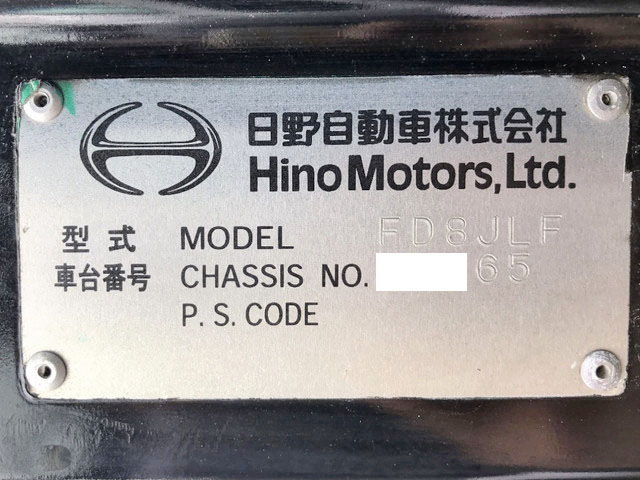 日野自動車株式会社
Hino Motors, Ltd.
型式 MODEL FD8JLF
車台番号 CHASSIS NO. 65
P. S. CODE